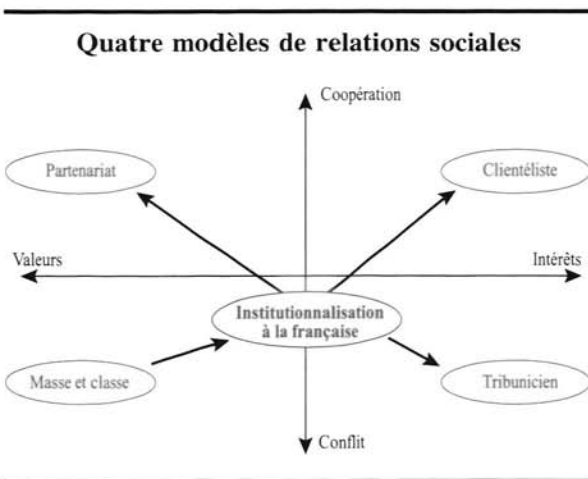 Quatre modèles de relations sociales
Coopération
Partenariat
Clientéliste
Valeurs
Intérêts
Institutionnalisation
à la française
Masse et classe
Tribunicien
Conflit